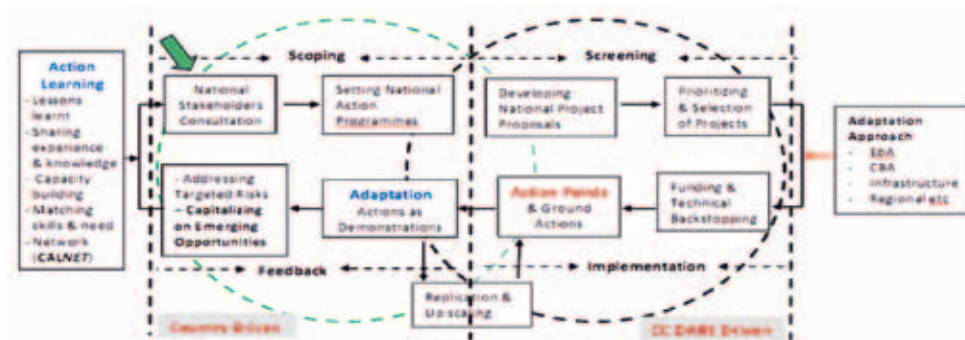 Action
Learning
- Lessons
learnt
- Sharing
experience
& knowledge
- Capacity
building
- Matching
skills & need
- Network
(CALNET)
Scoping
National
Stakeholders
Consultation
Setting National
Action
Programmes
- Addressing
Targeted Risks
– Capitalizing
on Emerging
Opportunities
Adaptation
Actions as
Demonstrations
Feedback
Country Driven
Replication &
Up scaling
Screening
Developing
National Project
Proposals
Prioritizing
& Selection
of Projects
Action Points
& Ground
Actions
Funding &
Technical
Backstopping
Implementation
CC DARE Driven
Adaptation
Approach
- EbA
- CBA
- Infrastructure
- Regional etc